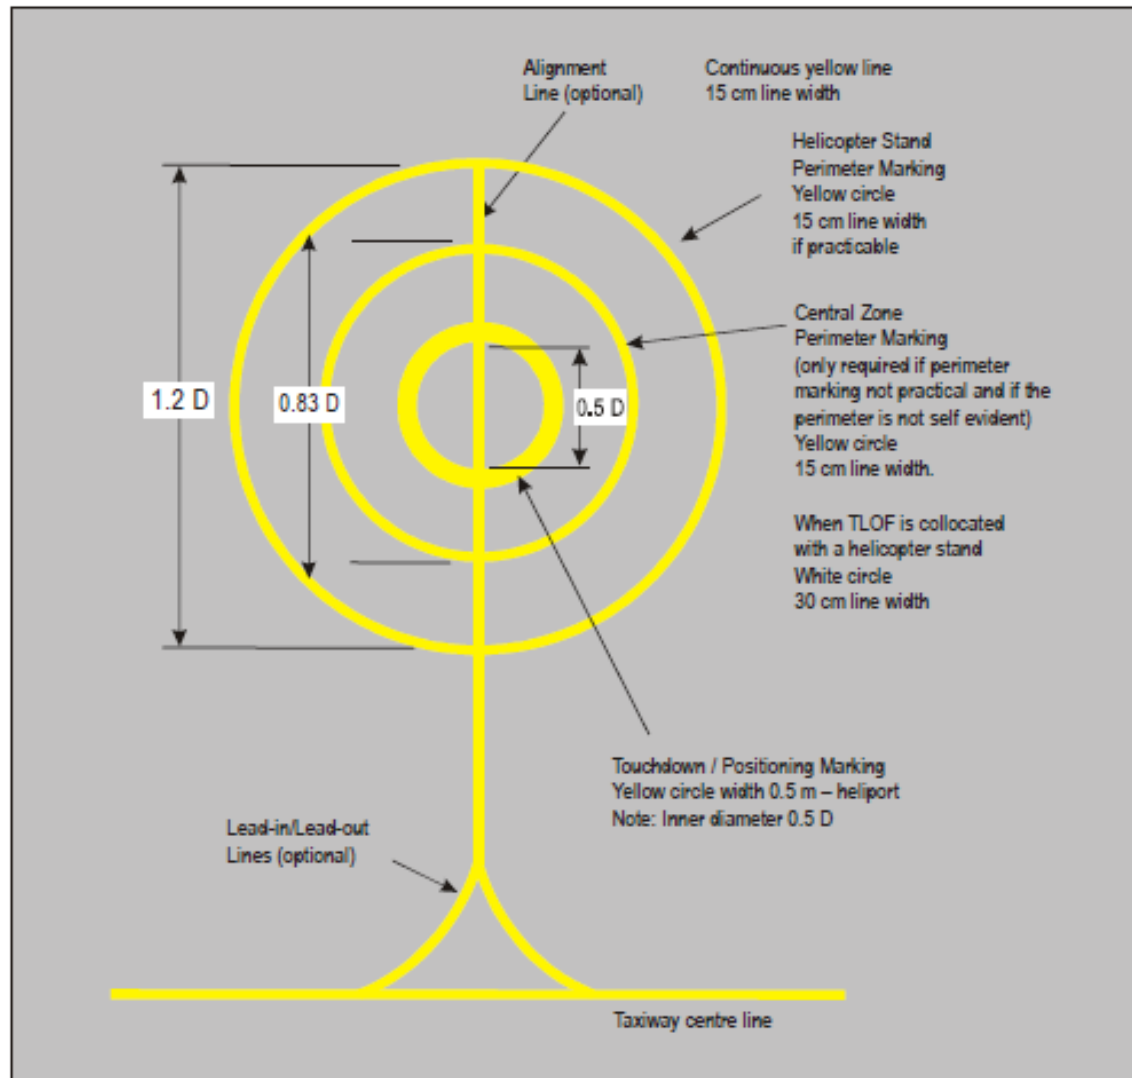 Alignment
Line (optional)
Continuous yellow line
15 cm line width
Helicopter Stand
Perimeter Marking
Yellow circle
15 cm line width
if practicable
Central Zone
Perimeter Marking
(only required if perimeter
marking not practical and if the
perimeter is not self evident)
Yellow circle
15 cm line width.
1.2 D
0.83 D
0.5 D
When TLOF is collocated
with a helicopter stand
White circle
30 cm line width
Touchdown / Positioning Marking
Yellow circle width 0.5 m – heliport
Note: Inner diameter 0.5 D
Lead-in/Lead-out
Lines (optional)
Taxiway centre line